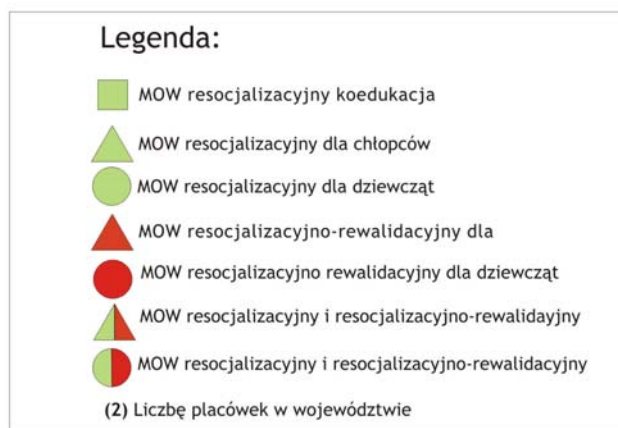 Legenda:
MOW resocjalizacyjny koedukacja
MOW resocjalizacyjny dla chłopców
MOW resocjalizacyjny dla dziewcząt
MOW resocjalizacyjno-rewalidacyjny dla
MOW resocjalizacyjno rewalidacyjny dla dziewcząt
MOW resocjalizacyjny i resocjalizacyjno-rewalidayjny
MOW resocjalizacyjny i resocjalizacyjno-rewalidacyjny
(2) Liczbę placówek w województwie